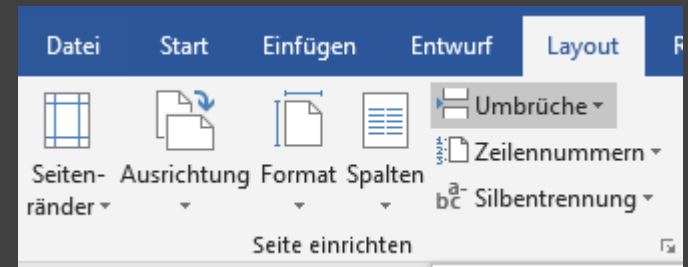 Datei Start Einfügen Entwurf Layout
Umbrüche
Zeilennummern
Silbentrennung
Seiten-
ränder
Ausrichtung Format Spalten
Seite einrichten